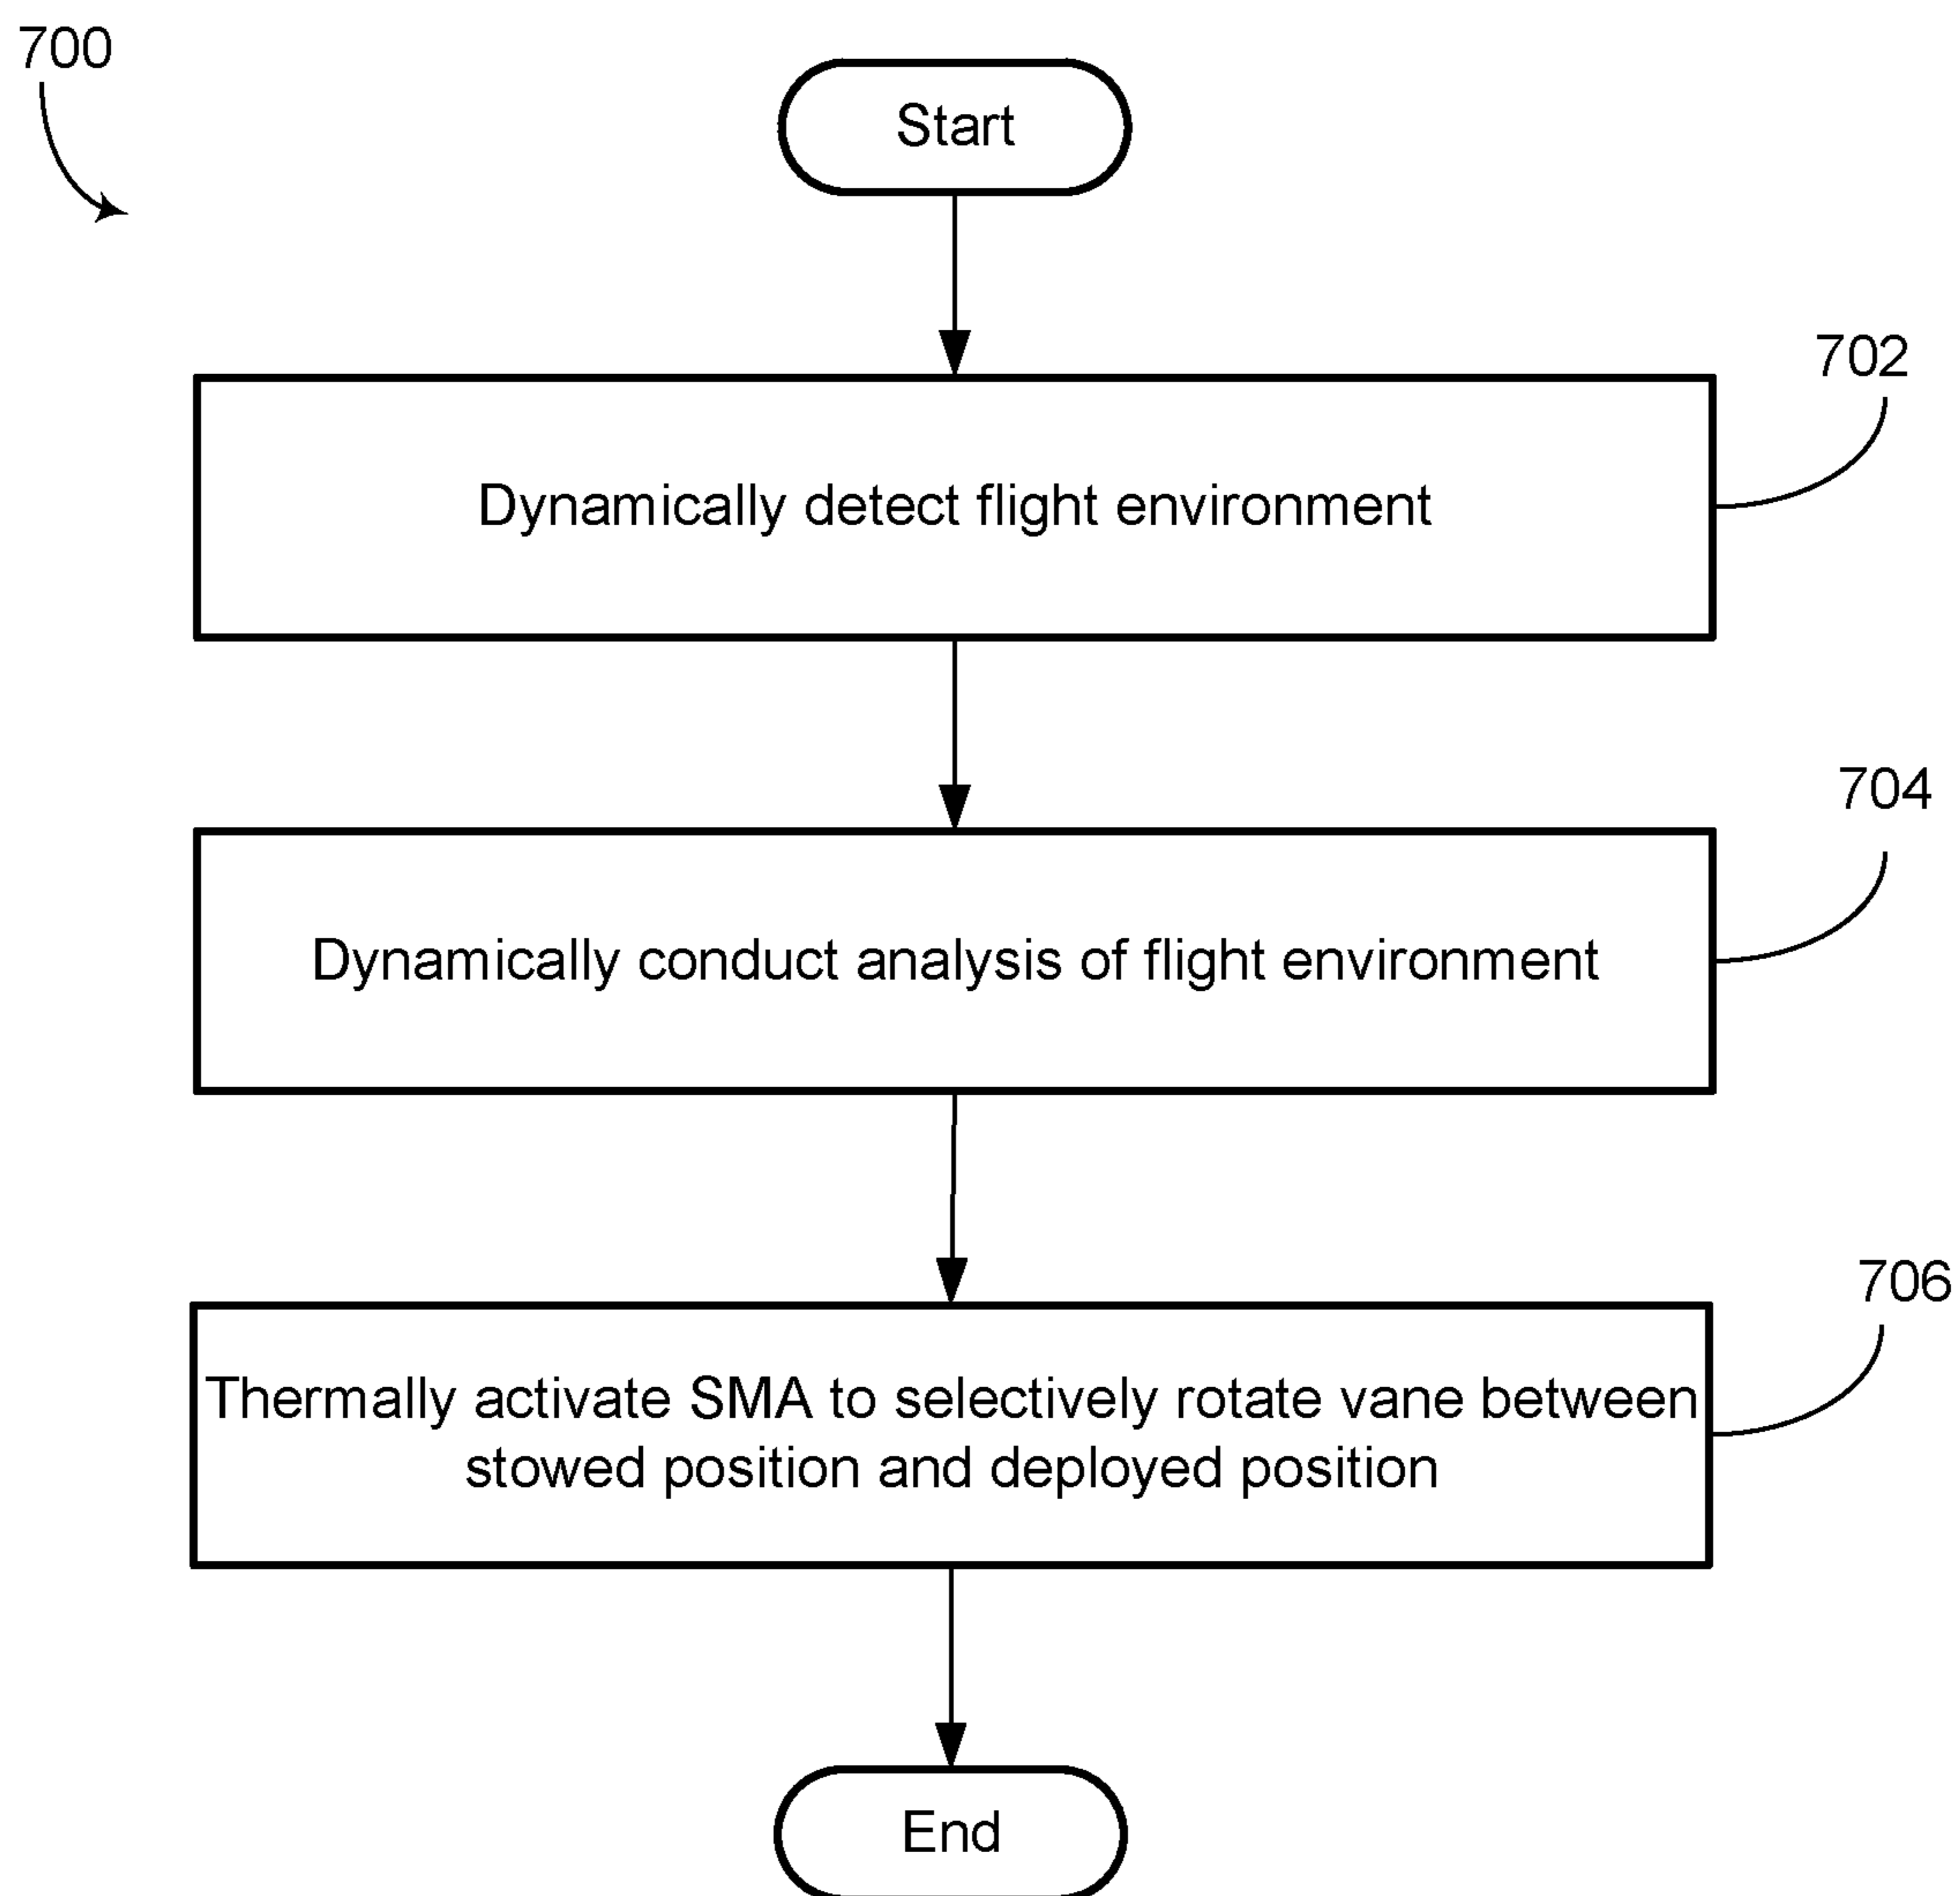 700
Start
702
Dynamically detect flight environment
704
Dynamically conduct analysis of flight environment
706
Thermally activate SMA to selectively rotate vane between
stowed position and deployed position
End